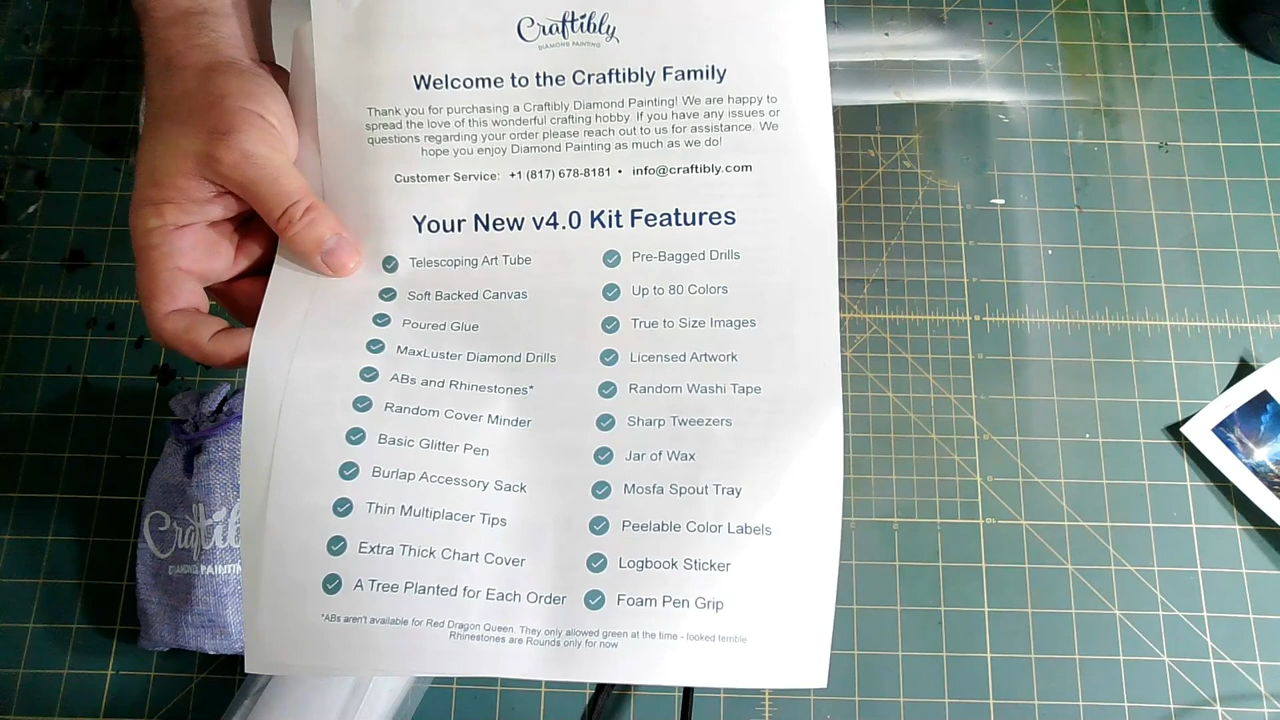 Craftibly
DIAMOND PAINTING
Welcome to the Craftibly Family
Thank you for purchasing a Craftibly Diamond Painting! We are happy to
spread the love of this wonderful crafting hobby. If you have any issues or
questions regarding your order please reach out to us for assistance. We
hope you enjoy Diamond Painting as much as we do!
Customer Service: +1 (817) 678-8181 • info@craftibly.com
Your New v4.0 Kit Features
Telescoping Art Tube
Soft Backed Canvas
Poured Glue
MaxLuster Diamond Drills
ABs and Rhinestones*
Random Cover Minder
Basic Glitter Pen
Burlap Accessory Sack
Thin Multiplacer Tips
Extra Thick Chart Cover
A Tree Planted for Each Order
Pre-Bagged Drills
Up to 80 Colors
True to Size Images
Licensed Artwork
Random Washi Tape
Sharp Tweezers
Jar of Wax
Mosfa Spout Tray
Peelable Color Labels
Logbook Sticker
Foam Pen Grip
*ABs aren't available for Red Dragon Queen. They only allowed green at the time - looked terrible
Rhinestones are Rounds only for now
Craftib
DIAMOND PAINTIN